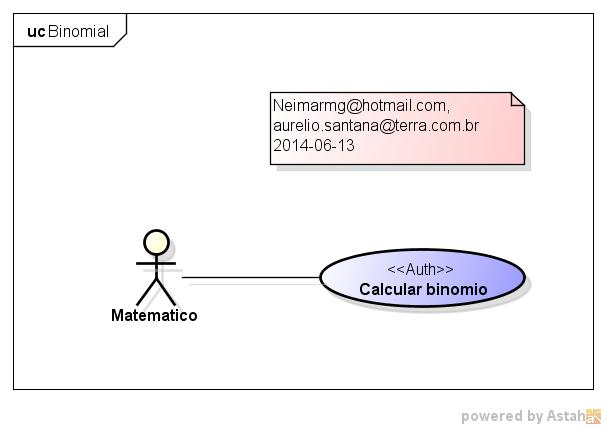 uc Binomial
Neimarmg@hotmail.com,
aurelio.santana@terra.com.br
2014-06-13
<<Auth>>
Calcular binomio
Matematico
powered by Astah